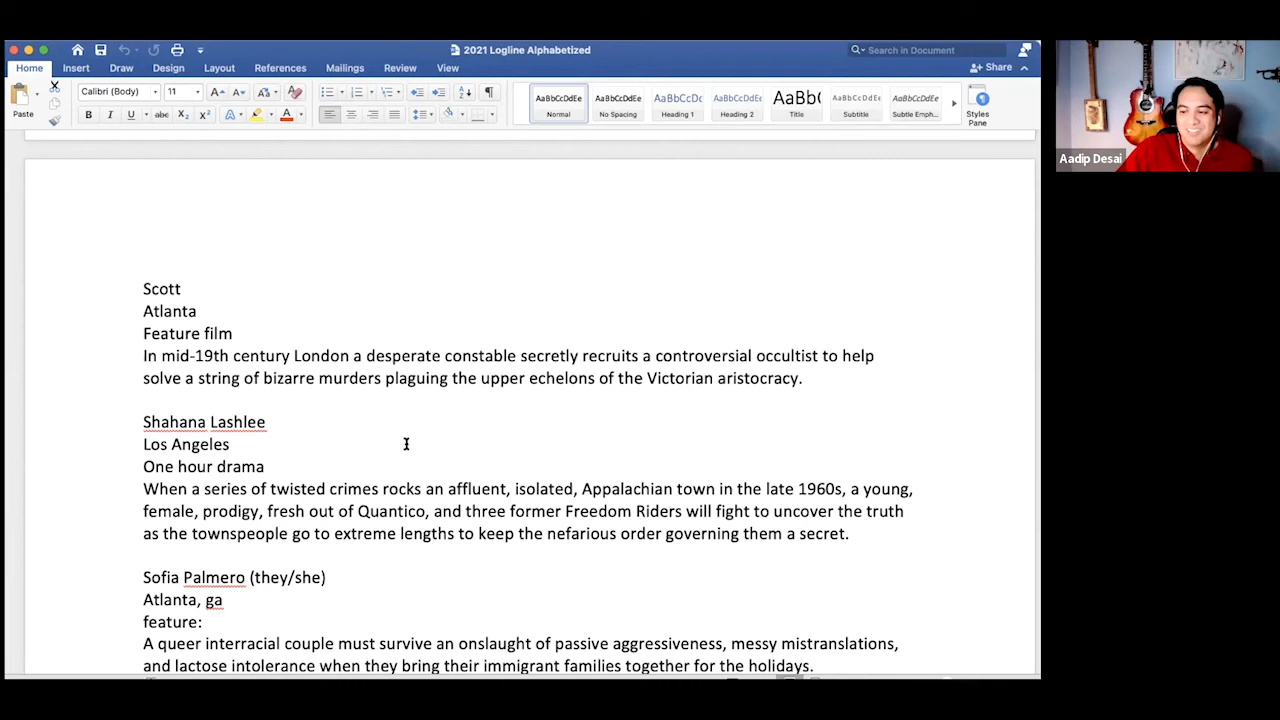 2021 Logline Alphabetized
Search in Document
Home Insert Draw Design Layout References Mailings Review View
Share
Paste
Calibri (Body) 11
AaBbCcDdEe AaBbCcDdEe AaBbCcDc AaBbCcDdEe AaBb( AaBbCcDdEe AaBbCcDdEe
Normal No Spacing Heading 1 Heading 2 Title Subtitle Subtle Emph...
Styles
Pane
Aadip Desai
Scott
Atlanta
Feature film
In mid-19th century London a desperate constable secretly recruits a controversial occultist to help
solve a string of bizarre murders plaguing the upper echelons of the Victorian aristocracy.
Shahana Lashlee
Los Angeles
One hour drama
When a series of twisted crimes rocks an affluent, isolated, Appalachian town in the late 1960s, a young,
female, prodigy, fresh out of Quantico, and three former Freedom Riders will fight to uncover the truth
as the townspeople go to extreme lengths to keep the nefarious order governing them a secret.
Sofia Palmero (they/she)
Atlanta, ga
feature:
A queer interracial couple must survive an onslaught of passive aggressiveness, messy mistranslations,
and lactose intolerance when they bring their immigrant families together for the holidays.